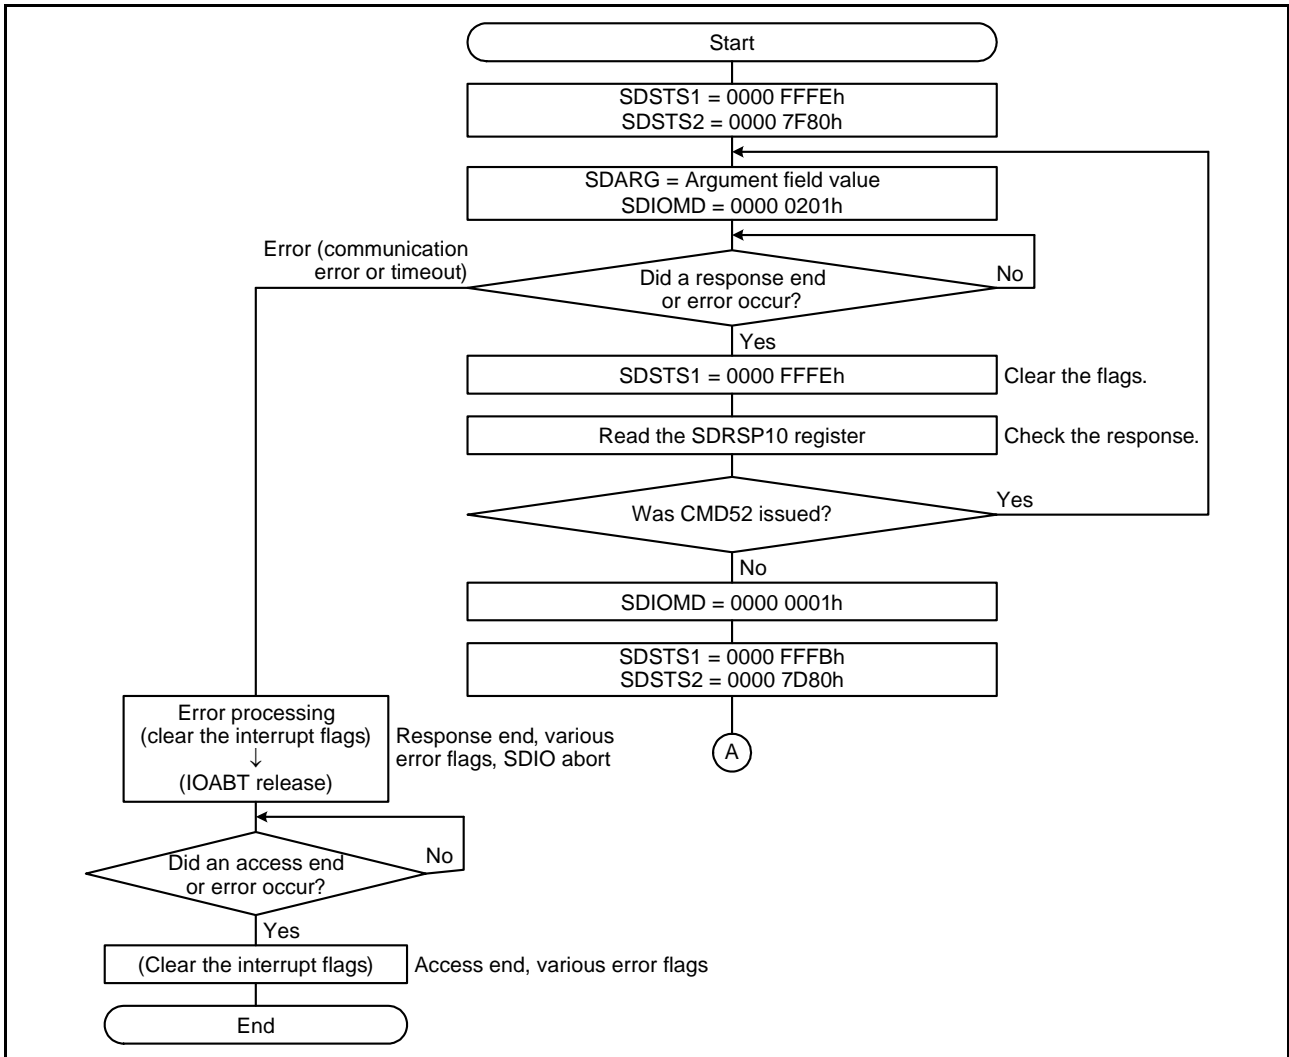 Start
SDSTS1 = 0000 FFFEh
SDSTS2 = 0000 7F80h
SDARG = Argument field value
SDIOMD = 0000 0201h
Error (communication
error or timeout)
Did a response end
or error occur?
No
Yes
SDSTS1 = 0000 FFFEh
Clear the flags.
Read the SDRSP10 register
Check the response.
Was CMD52 issued?
Yes
No
SDIOMD = 0000 0001h
SDSTS1 = 0000 FFFBh
SDSTS2 = 0000 7D80h
A
Error processing
(clear the interrupt flags)
↓
(IOABT release)
Response end, various
error flags, SDIO abort
Did an access end
or error occur?
No
Yes
(Clear the interrupt flags)
Access end, various error flags
End